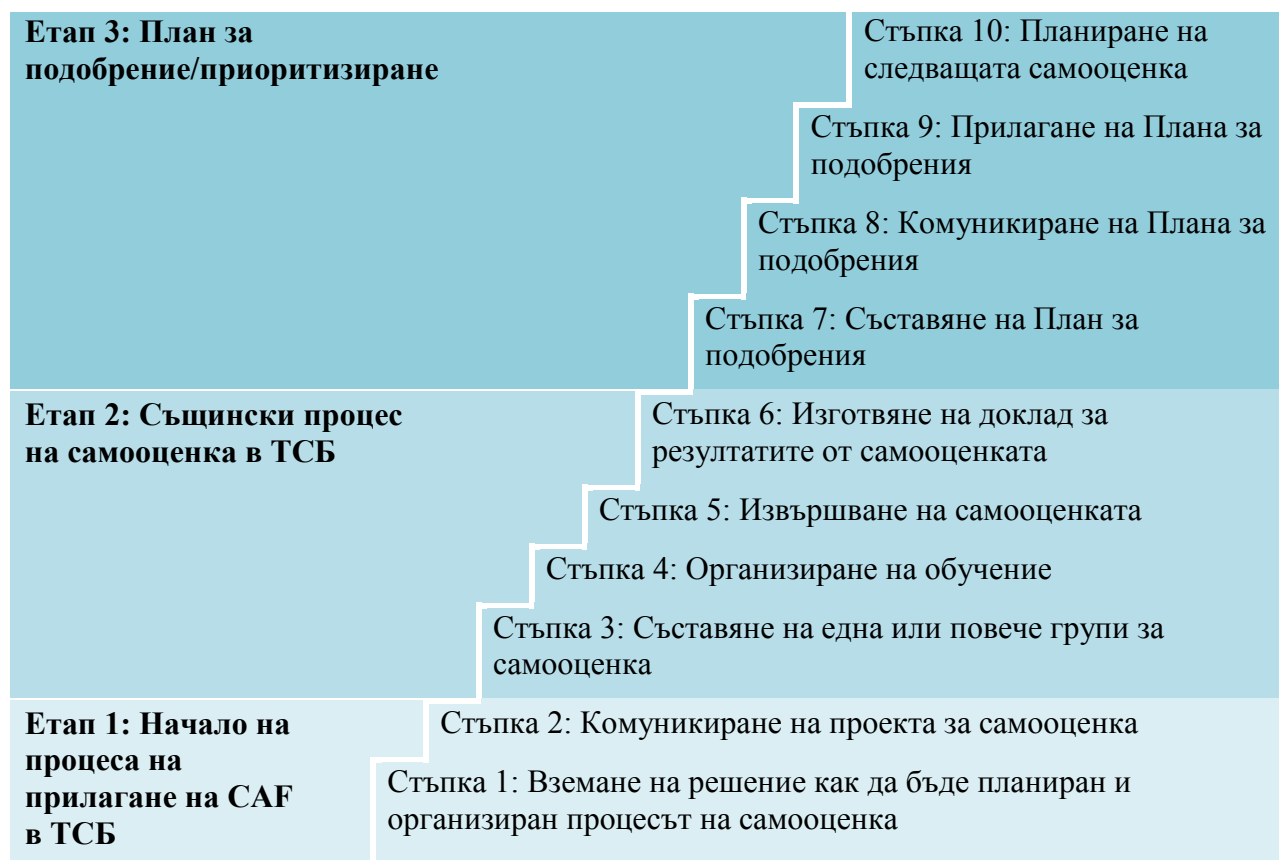 Етап 3: План за
подобрение/приоритизиране
Стъпка 10: Планиране на
следващата самооценка
Стъпка 9: Прилагане на Плана за
подобрения
Стъпка 8: Комуникиране на Плана за
подобрения
Стъпка 7: Съставяне на План за
подобрения
Етап 2: Същински процес
на самооценка в ТСБ
Стъпка 6: Изготвяне на доклад за
резултатите от самооценката
Стъпка 5: Извършване на самооценката
Стъпка 4: Организиране на обучение
Стъпка 3: Съставяне на една или повече групи за
самооценка
Етап 1: Начало на
процеса на
прилагане на CAF
в ТСБ
Стъпка 2: Комуникиране на проекта за самооценка
Стъпка 1: Вземане на решение как да бъде планиран и
организиран процесът на самооценка